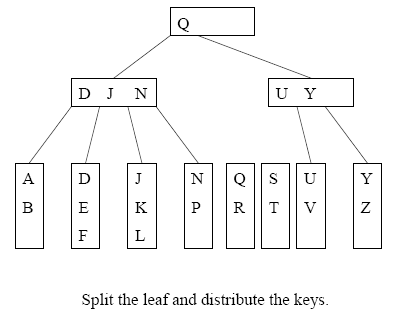 Q
D J N
U Y
A D J N Q S U Y
B E K P R T V Z
F L
Split the leaf and distribute the keys.